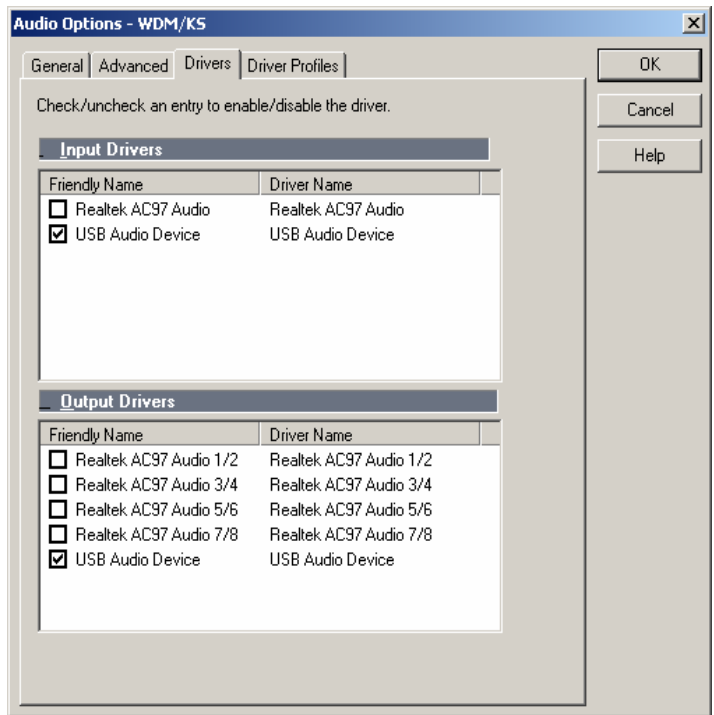 Audio Options - WDM/KS
General Advanced Drivers Driver Profiles
OK
Cancel
Help
Check/uncheck an entry to enable/disable the driver.
Input Drivers
Friendly Name Driver Name
Realtek AC97 Audio Realtek AC97 Audio
USB Audio Device USB Audio Device
Output Drivers
Friendly Name Driver Name
Realtek AC97 Audio 1/2 Realtek AC97 Audio 1/2
Realtek AC97 Audio 3/4 Realtek AC97 Audio 3/4
Realtek AC97 Audio 5/6 Realtek AC97 Audio 5/6
Realtek AC97 Audio 7/8 Realtek AC97 Audio 7/8
USB Audio Device USB Audio Device